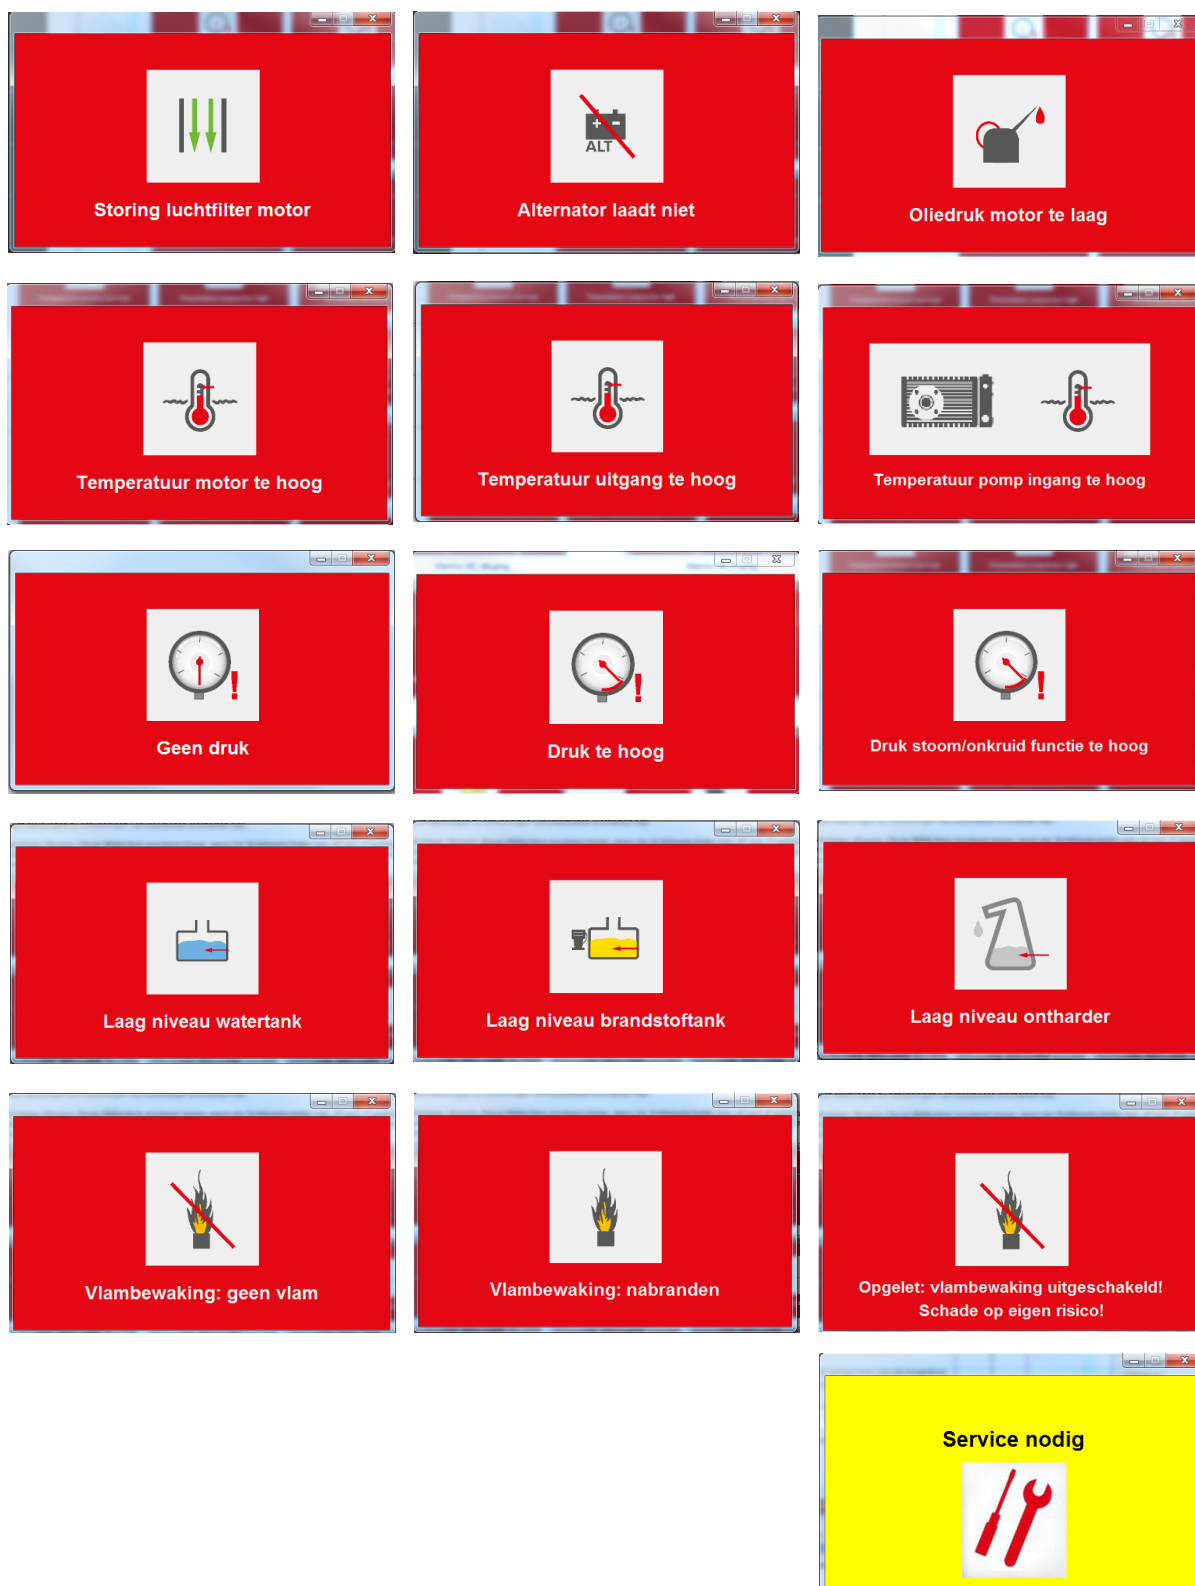 Storing luchtfilter motor
ALT
Alternator laadt niet
Oliedruk motor te laag
Temperatuur motor te hoog
Temperatuur uitgang te hoog
Temperatuur pomp ingang te hoog
Geen druk
Druk te hoog
Druk stoom/onkruid functie te hoog
Laag niveau watertank
Laag niveau brandstoftank
Laag niveau ontharder
Vlambewaking: geen vlam
Vlambewaking: nabranden
Opgelet: vlambewaking uitgeschakeld!
Schade op eigen risico!
Service nodig